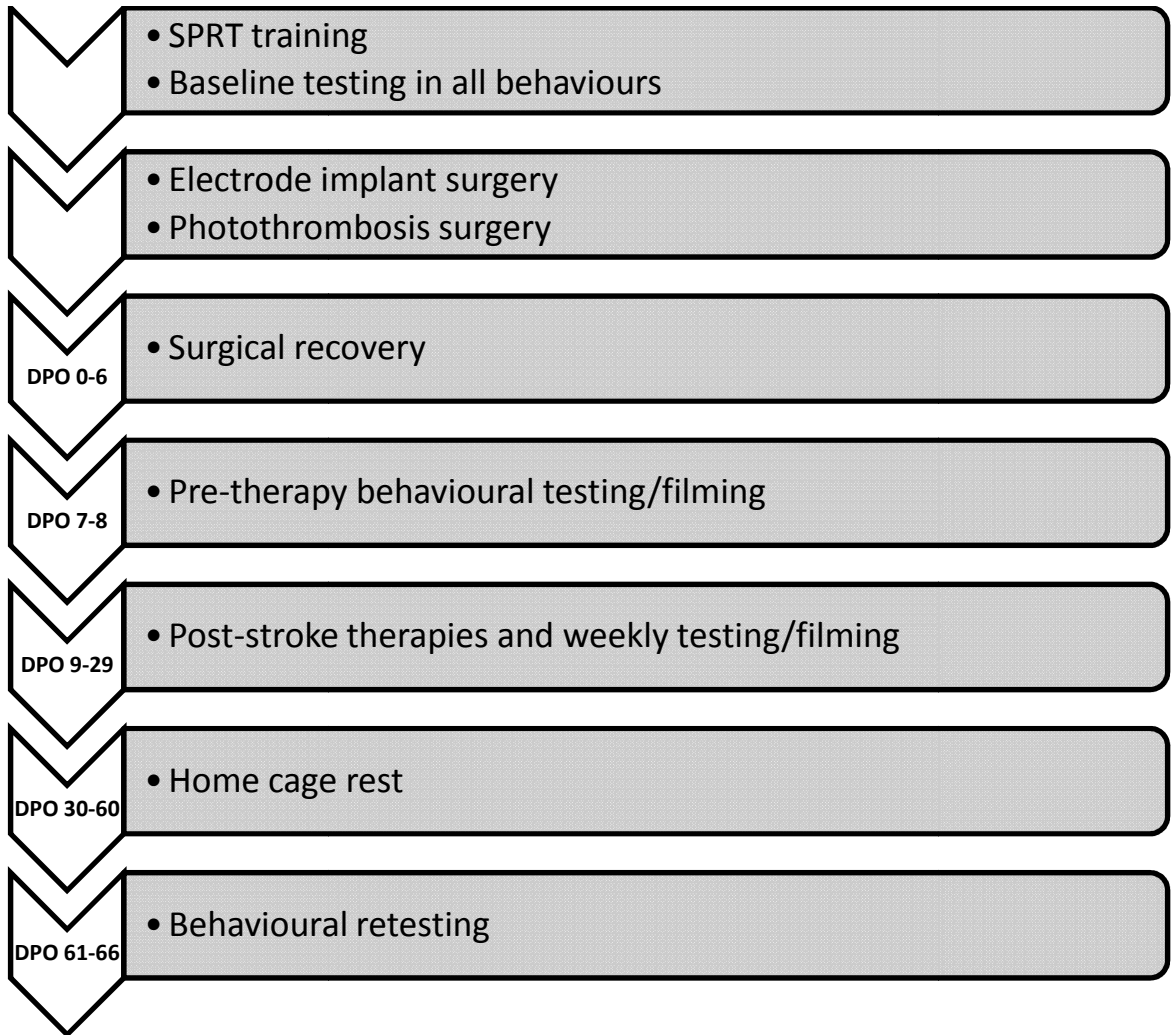 • SPRT training
• Baseline testing in all behaviours
• Electrode implant surgery
• Photothrombosis surgery
DPO 0-6
• Surgical recovery
DPO 7-8
• Pre-therapy behavioural testing/filming
DPO 9-29
• Post-stroke therapies and weekly testing/filming
DPO 30-60
• Home cage rest
DPO 61-66
• Behavioural retesting